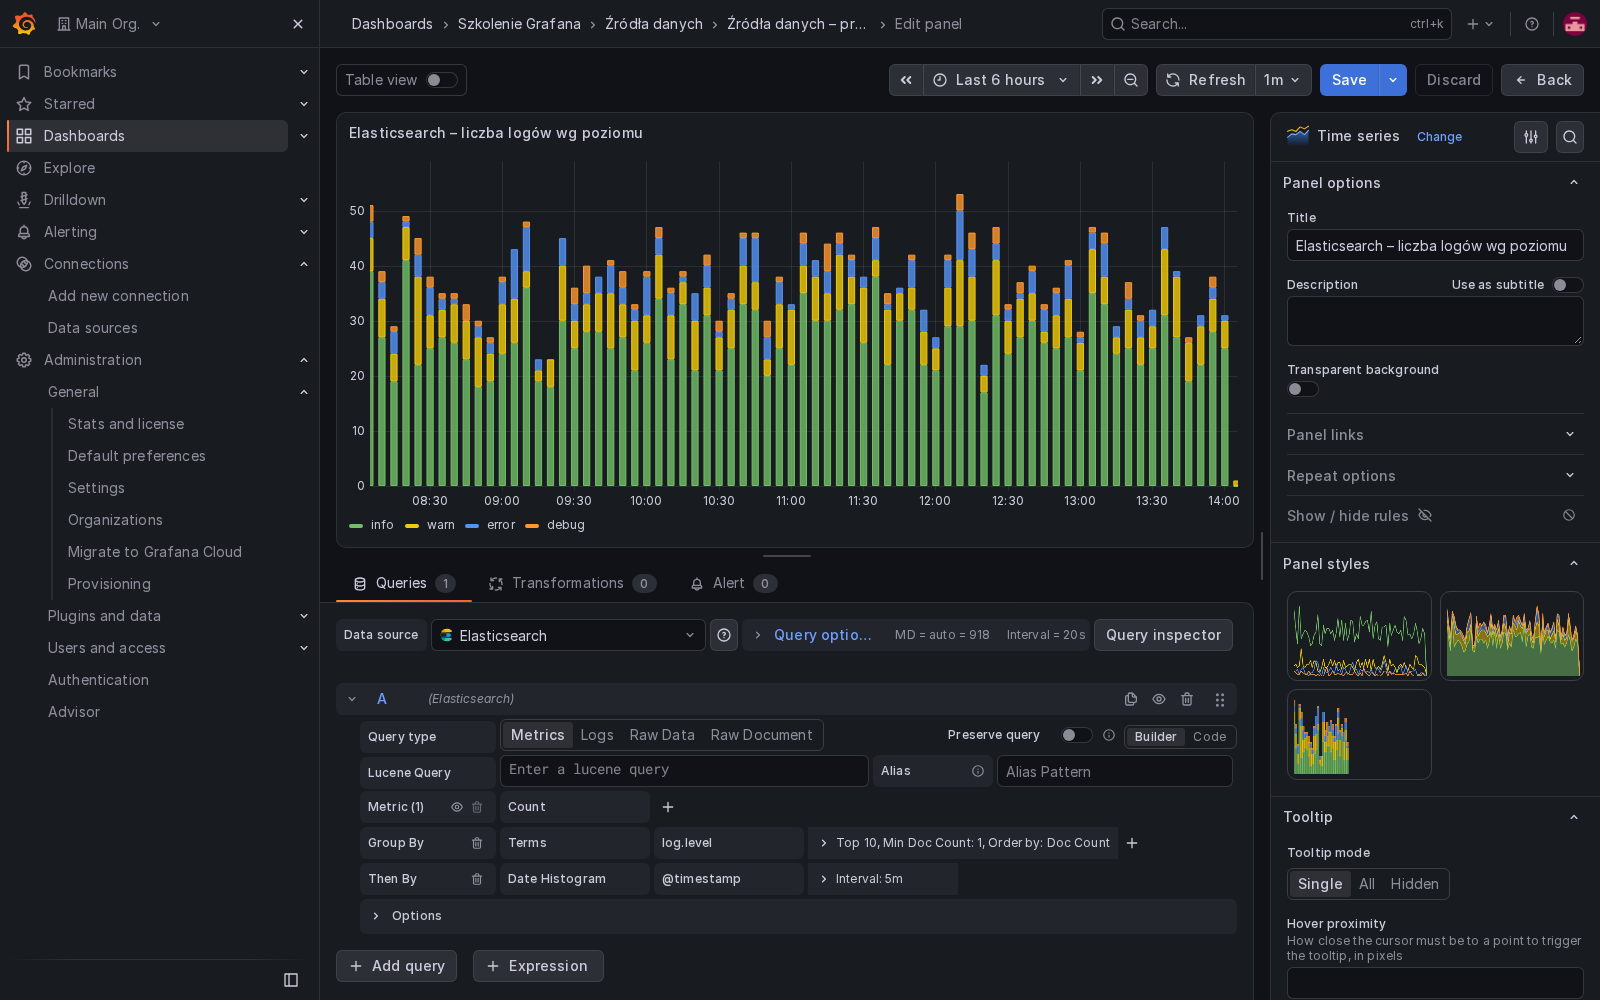 Main Org.
Dashboards
Szkolenie Grafana
Źródła danych
Źródła danych – pr...
Edit panel
Search...
ctrl+k
Bookmarks
Starred
Dashboards
Explore
Drilldown
Alerting
Connections
Add new connection
Data sources
Administration
General
Stats and license
Default preferences
Settings
Organizations
Migrate to Grafana Cloud
Provisioning
Plugins and data
Users and access
Authentication
Advisor
Table view
Last 6 hours
Refresh
1m
Save
Discard
Back
Elasticsearch – liczba logów wg poziomu
50
40
30
20
10
0
08:30 09:00 09:30 10:00 10:30 11:00 11:30 12:00 12:30 13:00 13:30 14:00
info warn error debug
Queries 1
Transformations 0
Alert 0
Data source
Elasticsearch
Query optio...
MD = auto = 918
Interval = 20s
Query inspector
A
(Elasticsearch)
Query type
Metrics
Logs
Raw Data
Raw Document
Preserve query
Builder
Code
Lucene Query
Enter a lucene query
Alias
Alias Pattern
Metric (1)
Count
Group By
Terms
log.level
Top 10, Min Doc Count: 1, Order by: Doc Count
Then By
Date Histogram
@timestamp
Interval: 5m
Options
Add query
Expression
Time series
Change
Panel options
Title
Elasticsearch – liczba logów wg poziomu
Description
Use as subtitle
Transparent background
Panel links
Repeat options
Show / hide rules
Panel styles
Tooltip
Tooltip mode
Single
All
Hidden
Hover proximity
How close the cursor must be to a point to trigger
the tooltip, in pixels